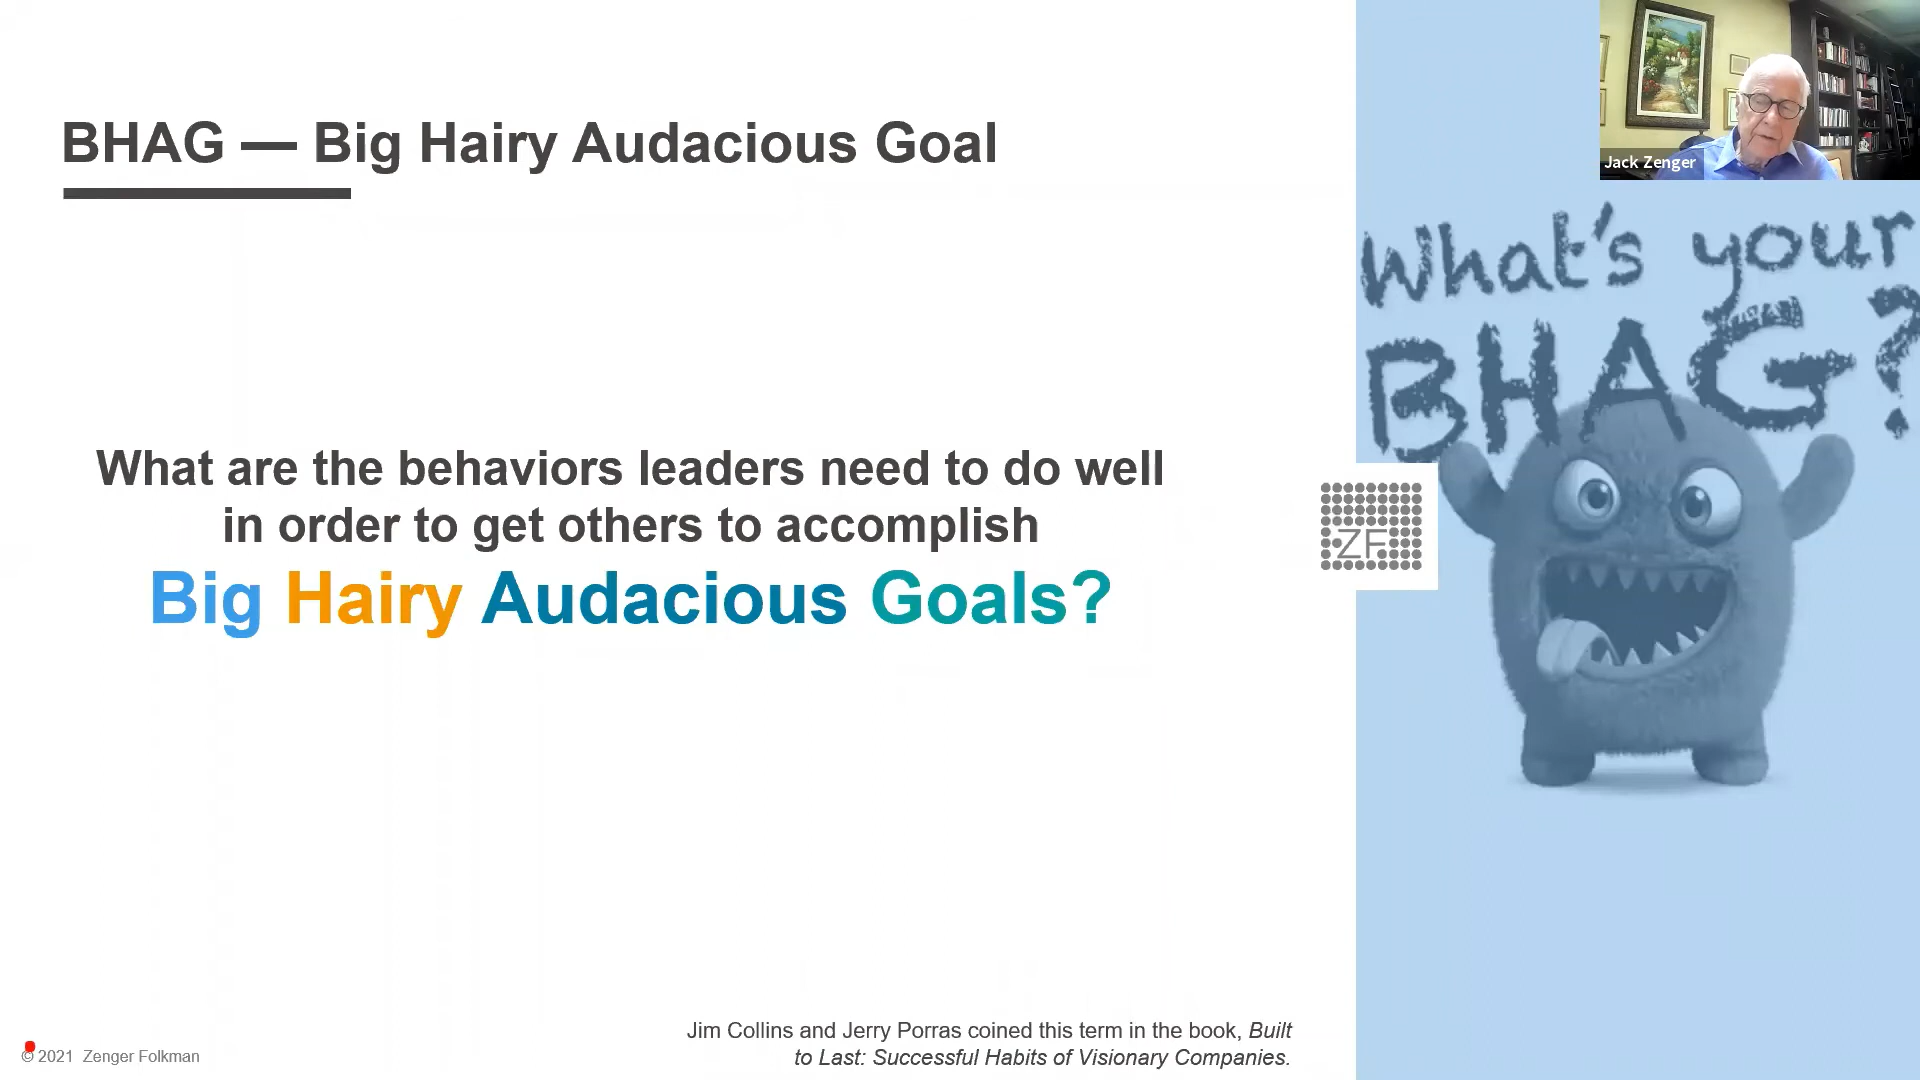 BHAG — Big Hairy Audacious Goal
Jack Zenger
What's your
BHAG?
What are the behaviors leaders need to do well
in order to get others to accomplish
Big Hairy Audacious Goals?
ZF
Jim Collins and Jerry Porras coined this term in the book, Built
to Last: Successful Habits of Visionary Companies.
© 2021 Zenger Folkman